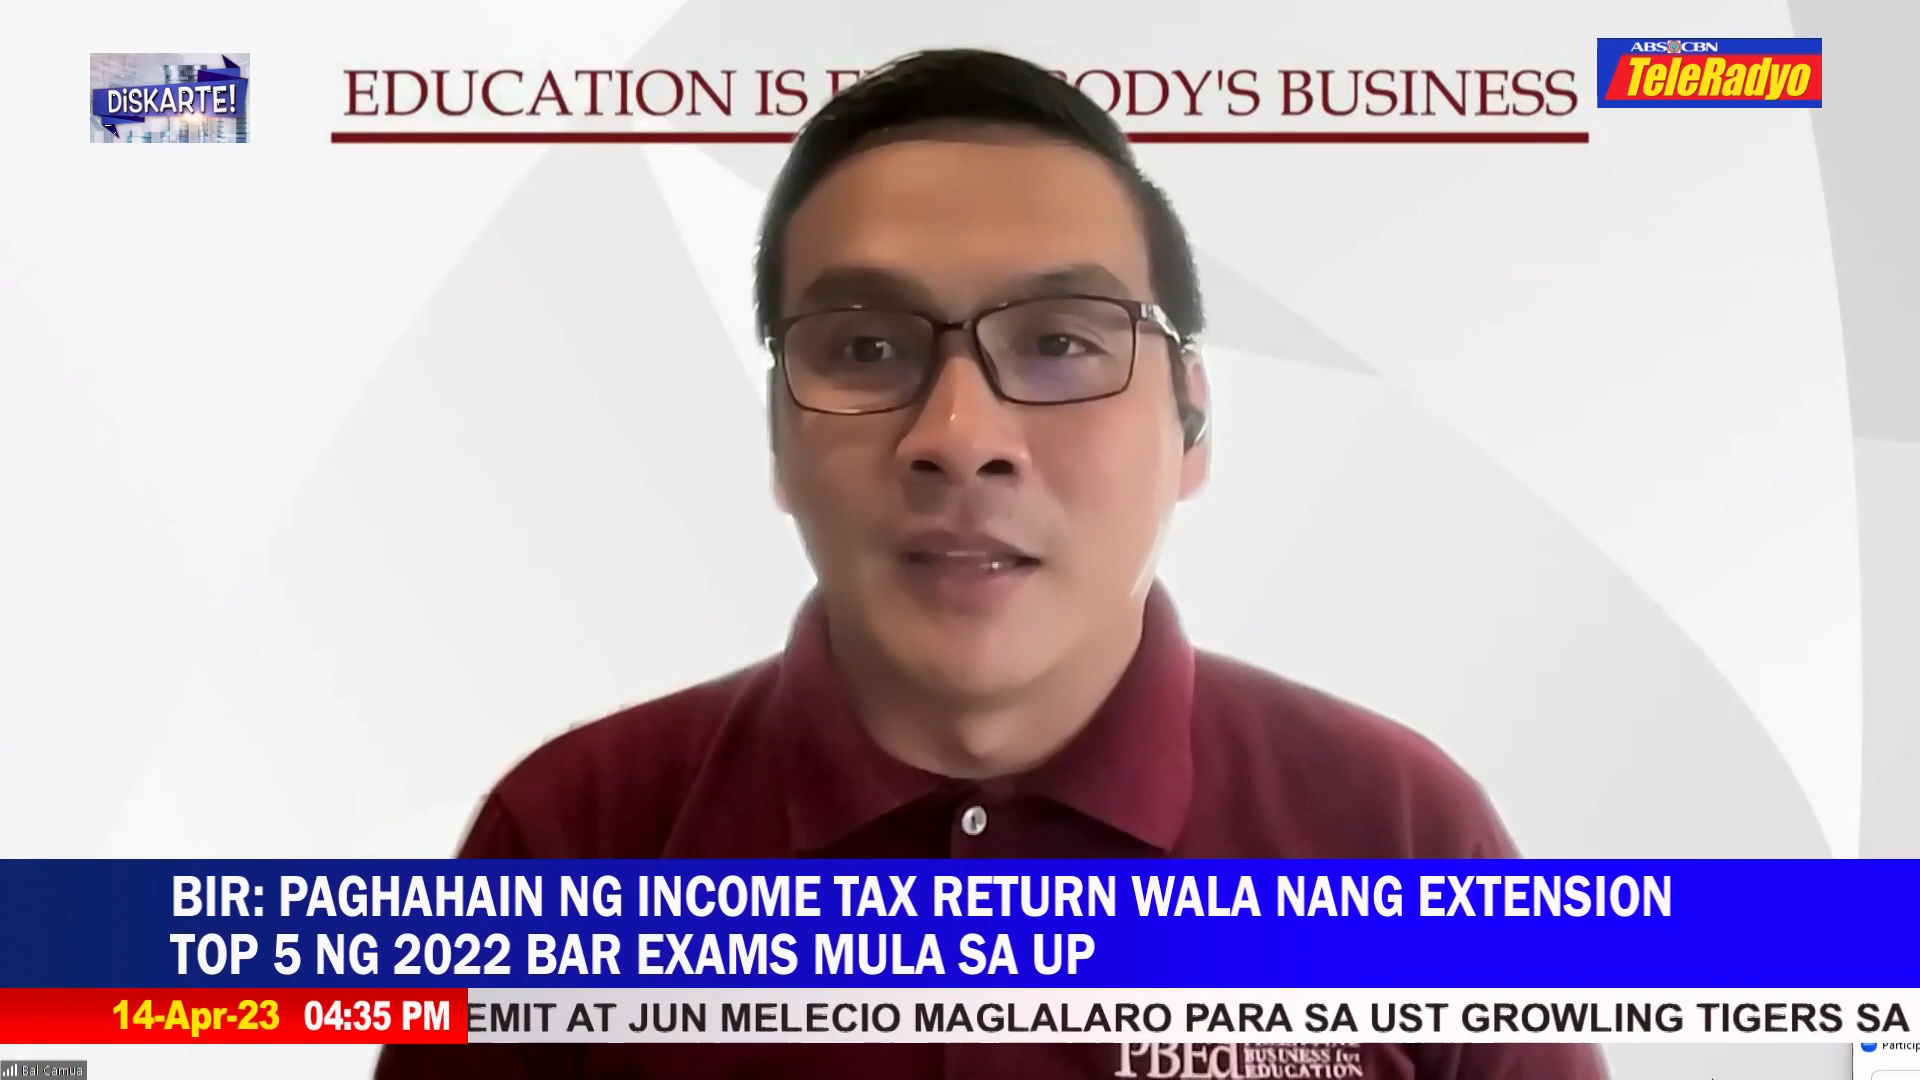 DiSKARTE!
EDUCATION IS E ODY'S BUSINESS
ABS CBN
TeleRadyo
BIR: PAGHAHAIN NG INCOME TAX RETURN WALA NANG EXTENSION
TOP 5 NG 2022 BAR EXAMS MULA SA UP
14-Apr-23 04:35 PM
EMIT AT JUN MELECIO MAGLALARO PARA SA UST GROWLING TIGERS SA
PBEd
BUSINESS for
EDUCATION
Bal Camua
Particip